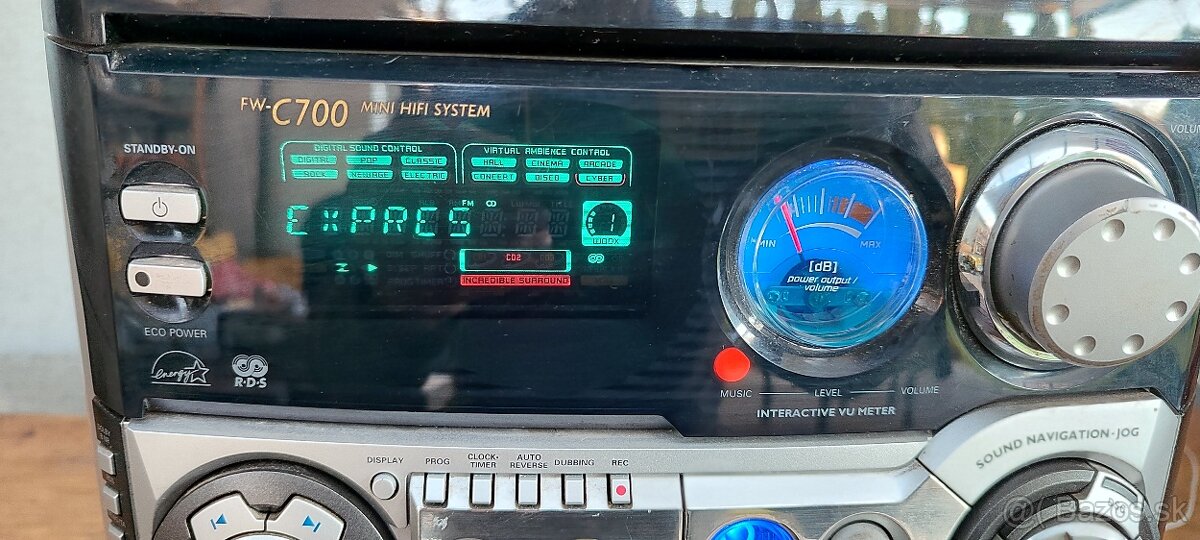 FW-C700 MINI HIFI SYSTEM
VOLU
STANDBY-ON
DIGITAL SOUND CONTROL
VIRTUAL AMBIENCE CONTROL
DIGITAL POP CLASSIC
HALL CINEMA ARCADE
ROCK NEWAGE ELECTRIC
CONCERT DISCO CYBER
FM
ExPRES
1
WOOX
MIN MAX
[dB]
power output/
volume
CD2
INCREDIBLE SURROUND
ECO POWER
energy
R·D·S
MUSIC LEVEL VOLUME
INTERACTIVE VU METER
SOUND NAVIGATION·JOG
DISPLAY PROG CLOCK· TIMER AUTO REVERSE DUBBING REC
Bazos.sk